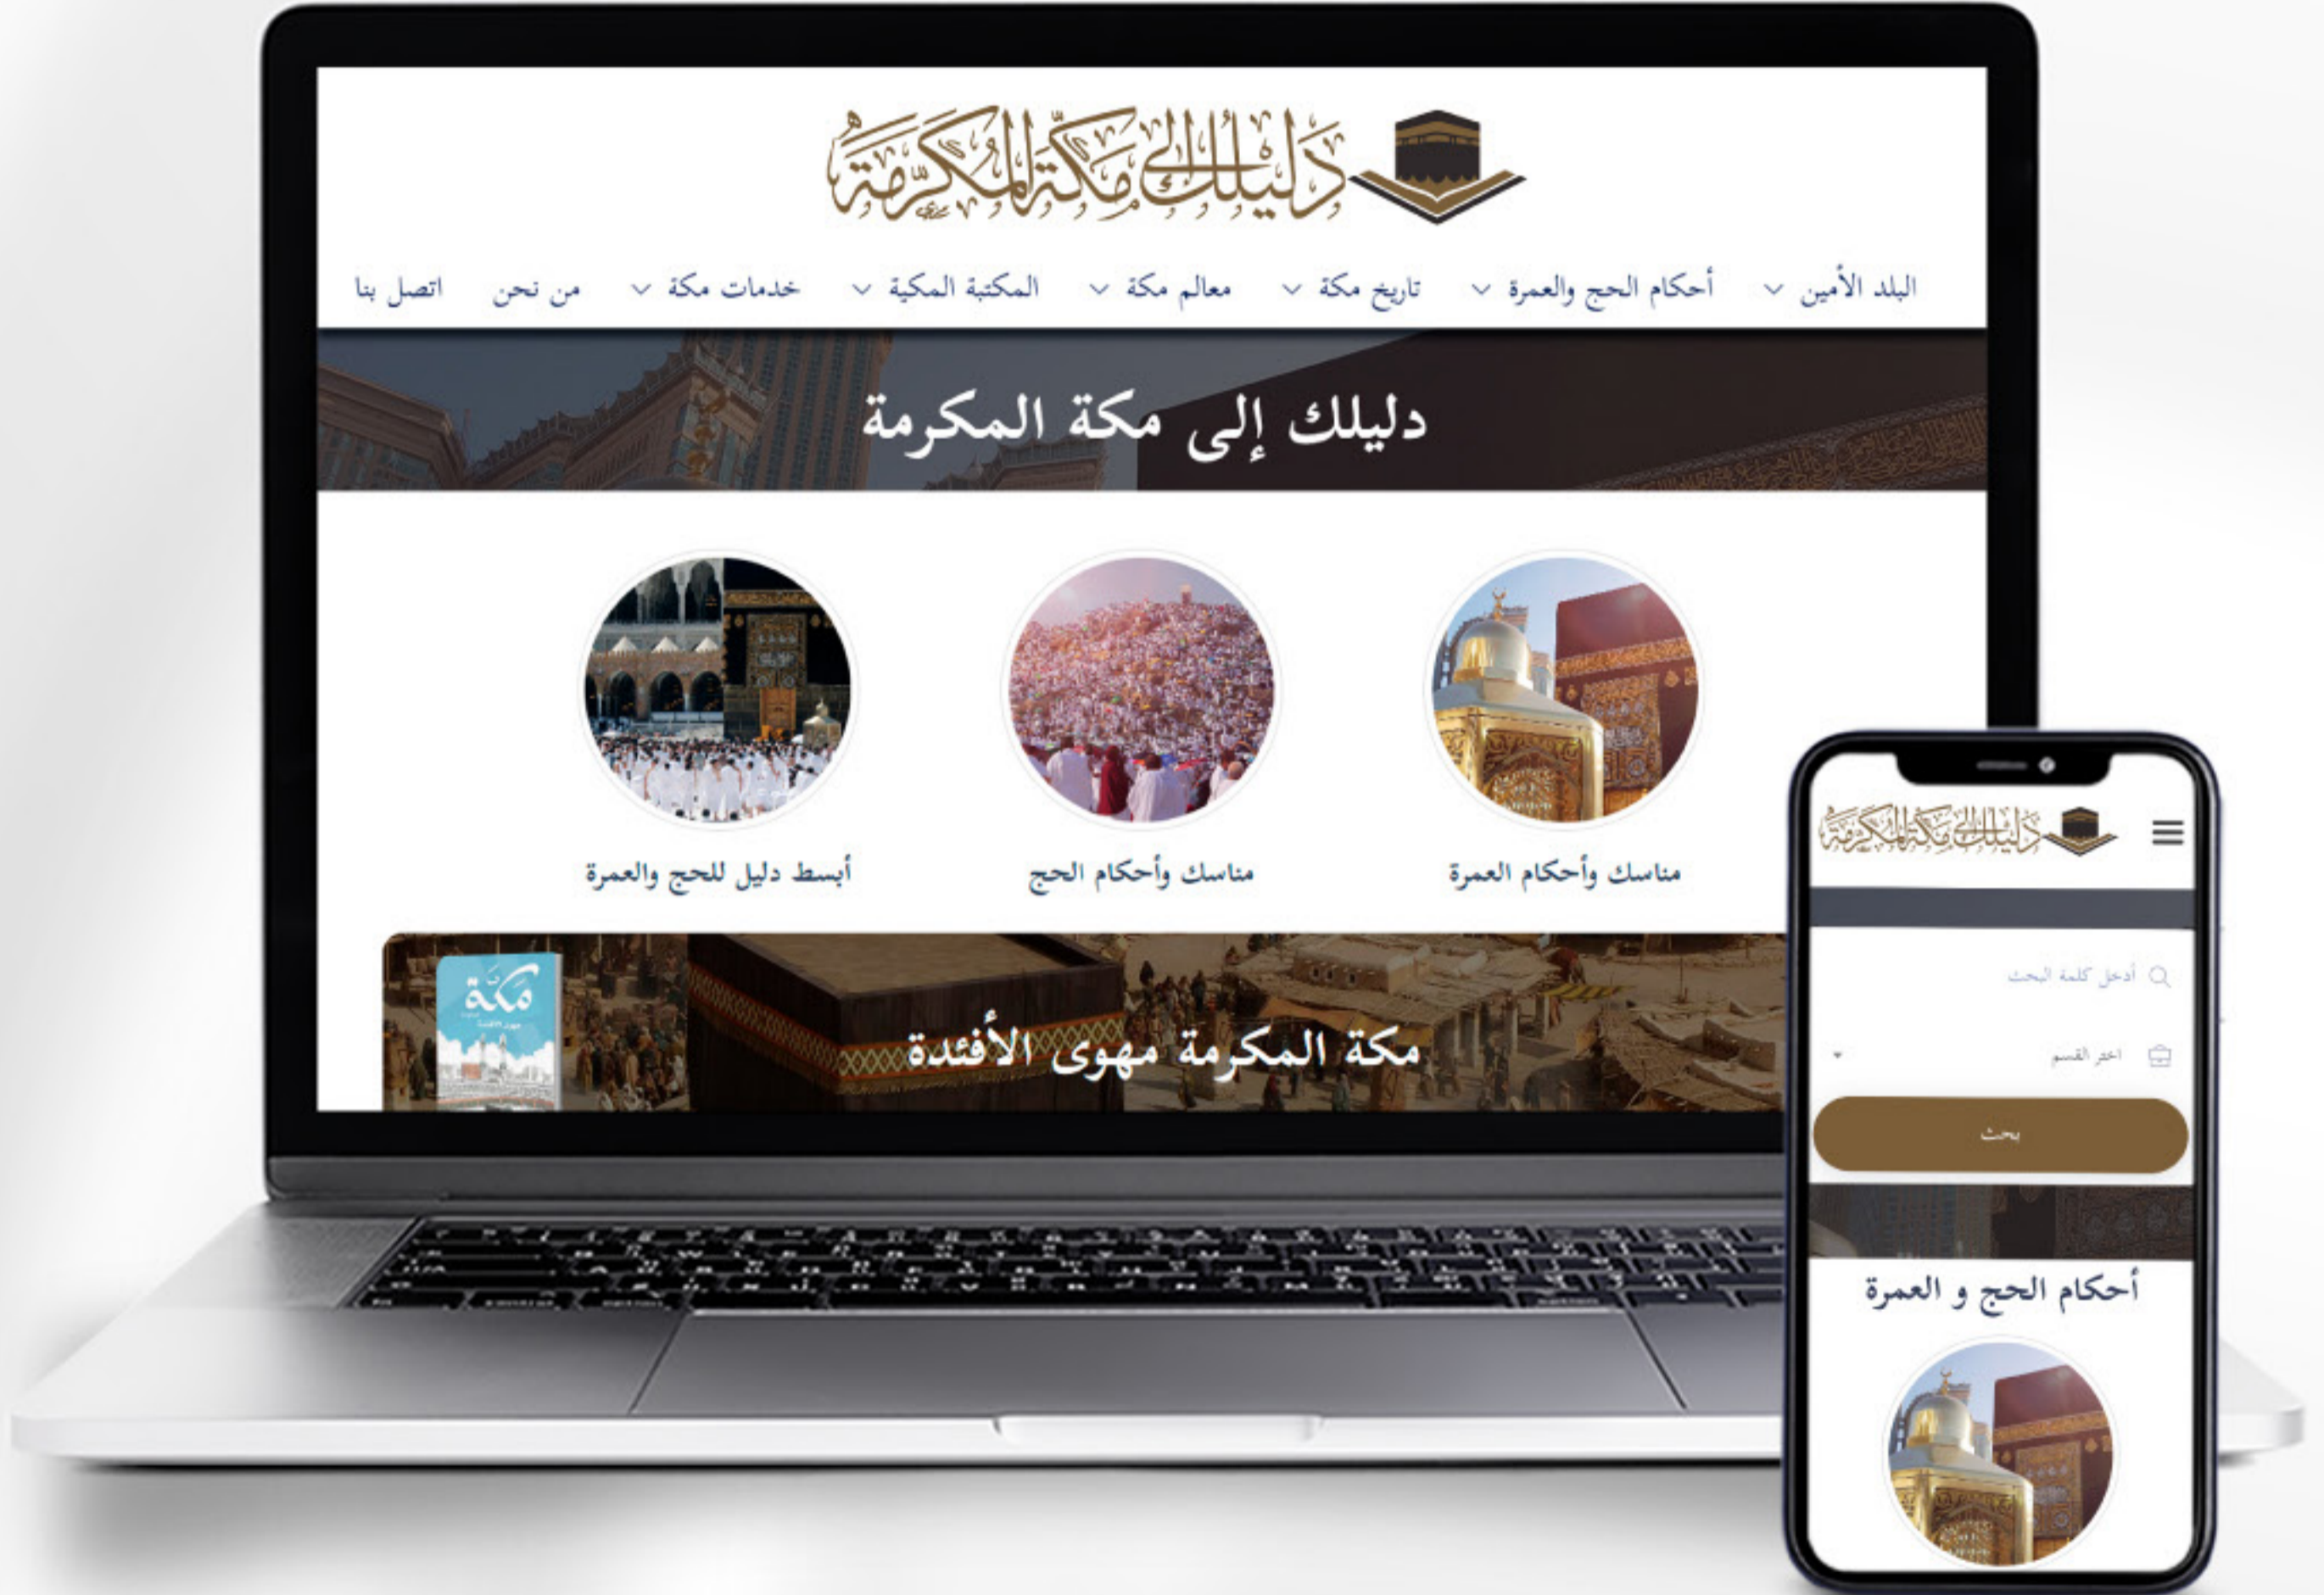 دليلك إلى مكة المكرمة
البلد الأمين أحكام الحج والعمرة تاريخ مكة معالم مكة المكتبة المكية خدمات مكة من نحن اتصل بنا
دليلك إلى مكة المكرمة
مناسك وأحكام العمرة مناسك وأحكام الحج أبسط دليل للحج والعمرة
مكة المكرمة مهوى الأفئدة
مكة
دليلك إلى مكة المكرمة
أدخل كلمة البحث
اختر القسم
بحث
أحكام الحج و العمرة